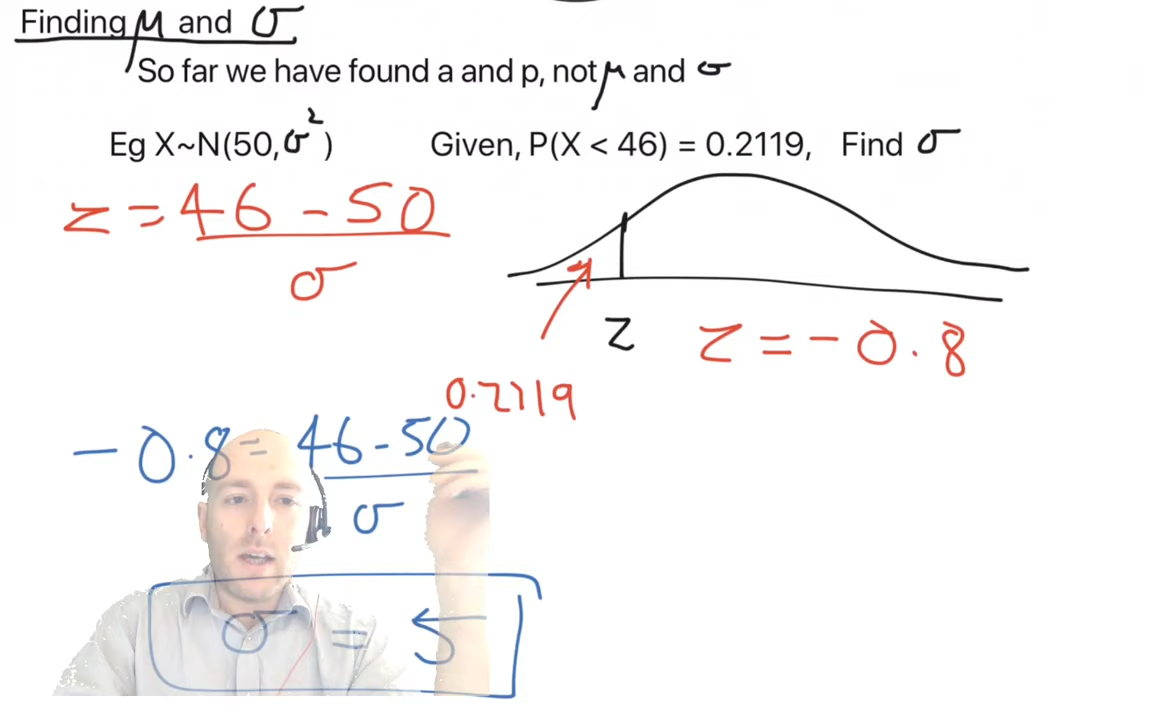 Finding μ and σ
So far we have found a and p, not μ and σ
Eg X~N(50, σ²) Given, P(X < 46) = 0.2119, Find σ
z = 46 - 50
σ
z z = - 0.8
0.2119
- 0.8 = 46 - 50
σ
σ = 5